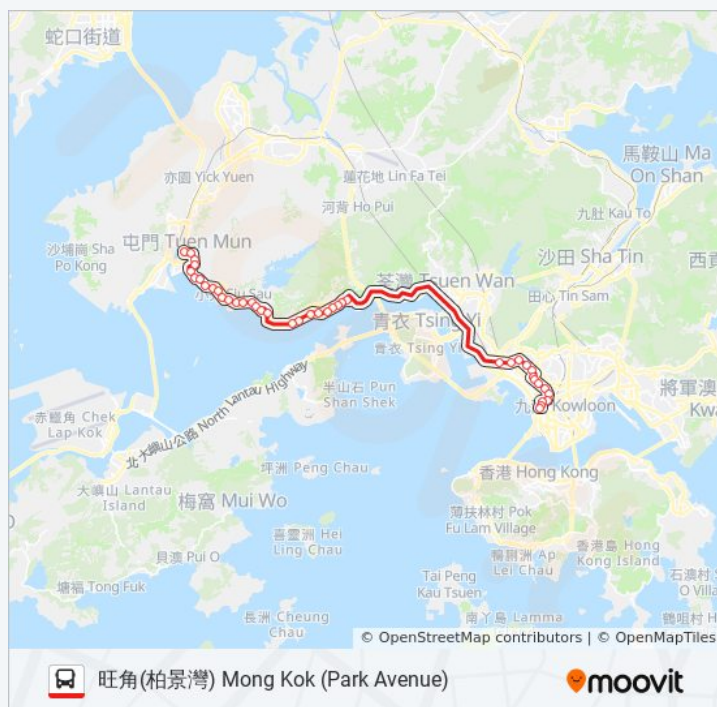 蛇口街道
馬鞍山 Ma
On Shan
亦園 Yick Yuen
蓮花地 Lin Fa Tei
河背 Ho Pui
九肚 Kau To
沙埔崗 Sha
Po Kong
屯門 Tuen Mun
沙田 Sha Tin
西貢
小秀 Siu Sau
荃灣 Tsuen Wan
田心 Tin Sam
青衣 Tsing Yi
青衣 Tsing Yi
半山石 Pun
Shan Shek
九龍 Kowloon
將軍澳
Kw
赤鱲角 Chek
Lap Kok
北大嶼山公路 North Lantau Highway
坪洲 Peng Chau
香港 Hong Kong
大嶼山 Lantau
Island
梅窩 Mui Wo
薄扶林村 Pok
Fu Lam Village
喜靈洲 Hei
Ling Chau
鴨脷洲 Ap
Lei Chau
香港島 Hong
Kong Island
貝澳 Pui O
石澳村
O Villa
塘福 Tong Fuk
長洲 Cheung
Chau
Tai Peng
Kau Tsuen
南丫島 Lamma
鶴咀村 H
© OpenStreetMap contributors | © OpenMapTiles
旺角(柏景灣) Mong Kok (Park Avenue)
moovit